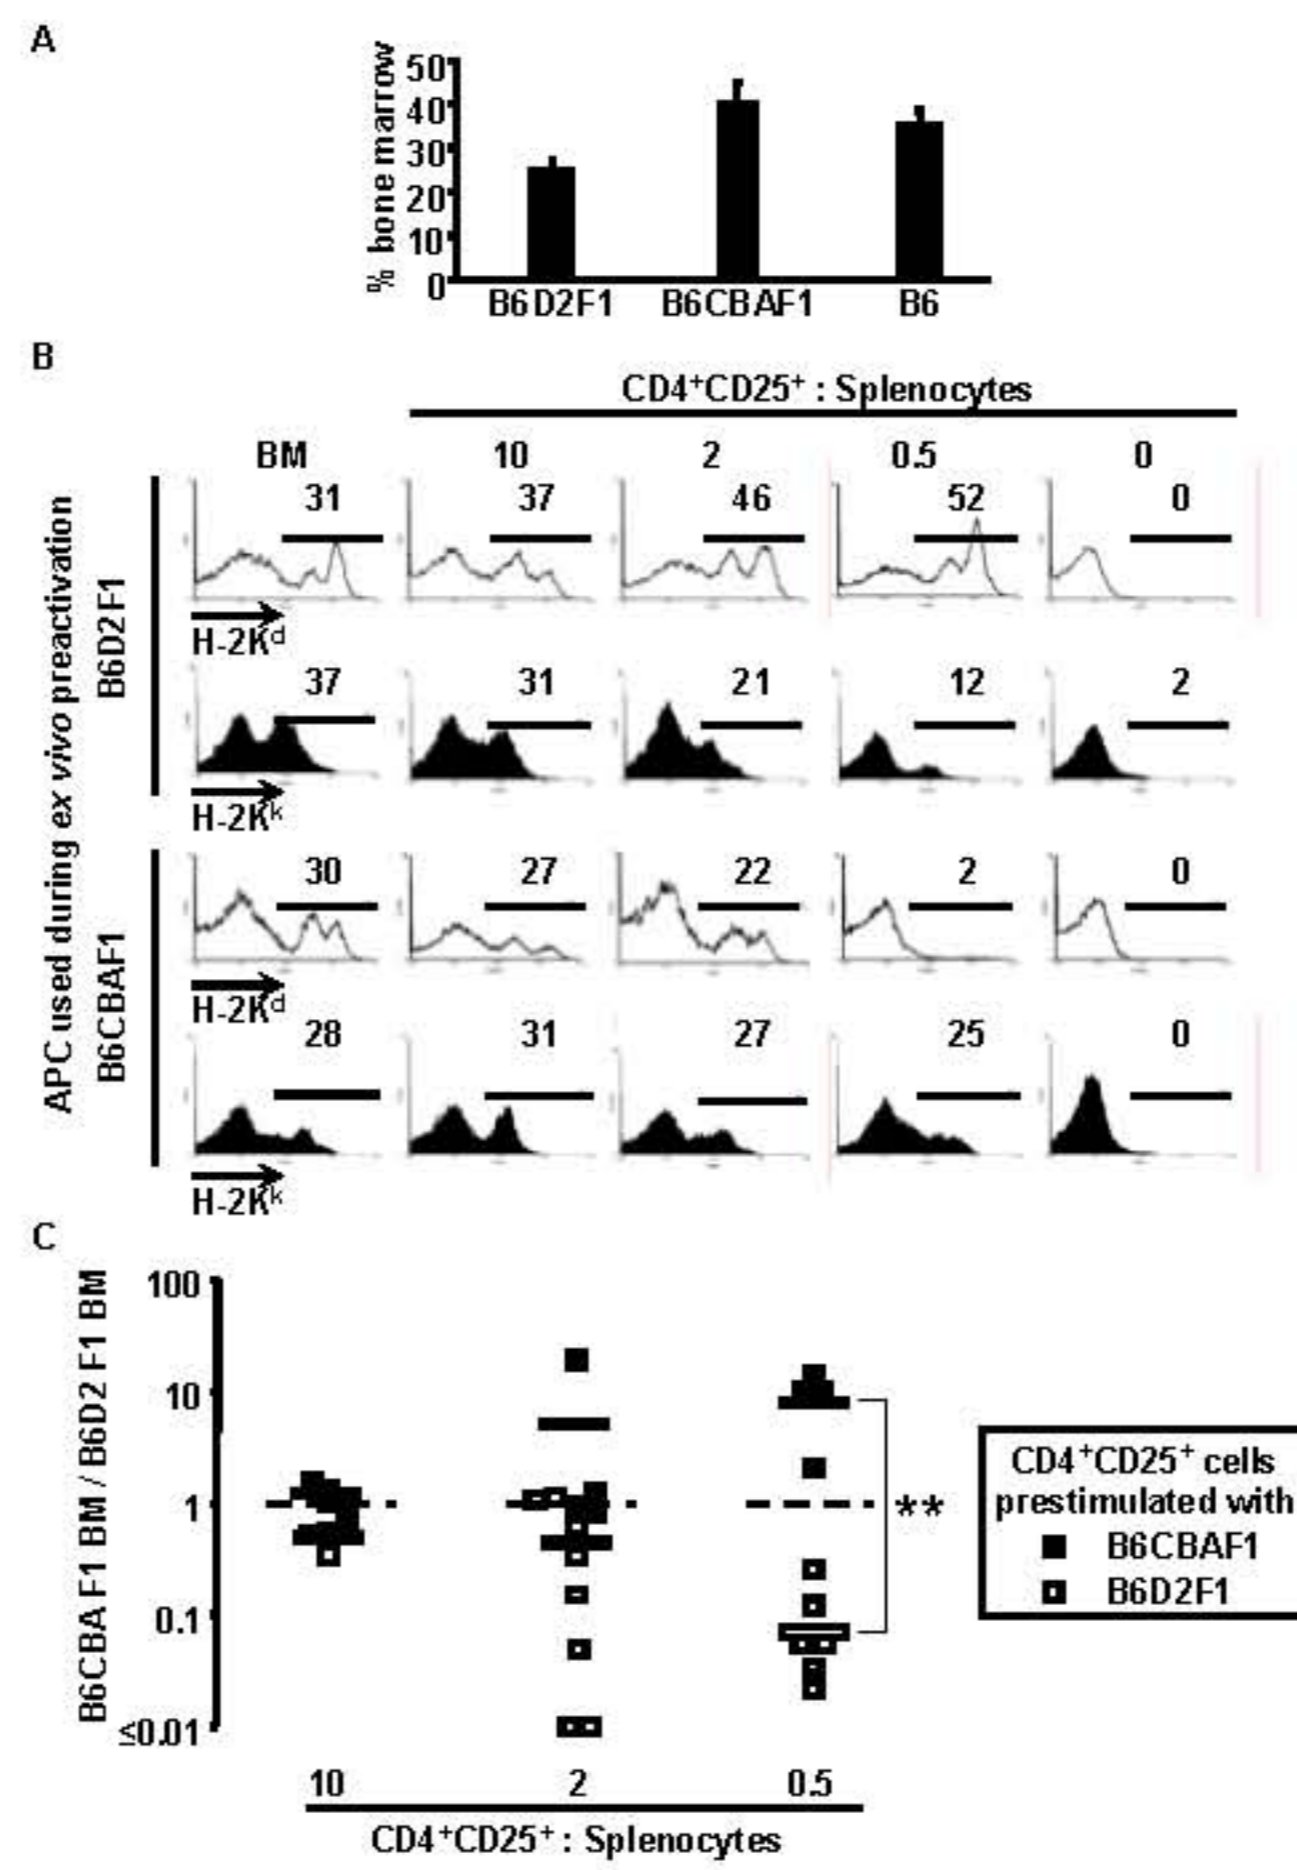 A
% bone marrow
50
40
30
20
10
0
B6D2F1 B6CBAF1 B6
B
CD4⁺CD25⁺ : Splenocytes
BM 10 2 0.5 0
APC used during ex vivo preactivation
B6D2F1
31 37 46 52 0
H-2Kᵈ
37 31 21 12 2
H-2Kᵏ
B6CBAF1
30 27 22 2 0
H-2Kᵈ
28 31 27 25 0
H-2Kᵏ
C
B6CBA F1 BM / B6D2 F1 BM
100
10
1
0.1
≤0.01
**
CD4⁺CD25⁺ cells
prestimulated with
B6CBAF1
B6D2F1
10 2 0.5
CD4⁺CD25⁺ : Splenocytes